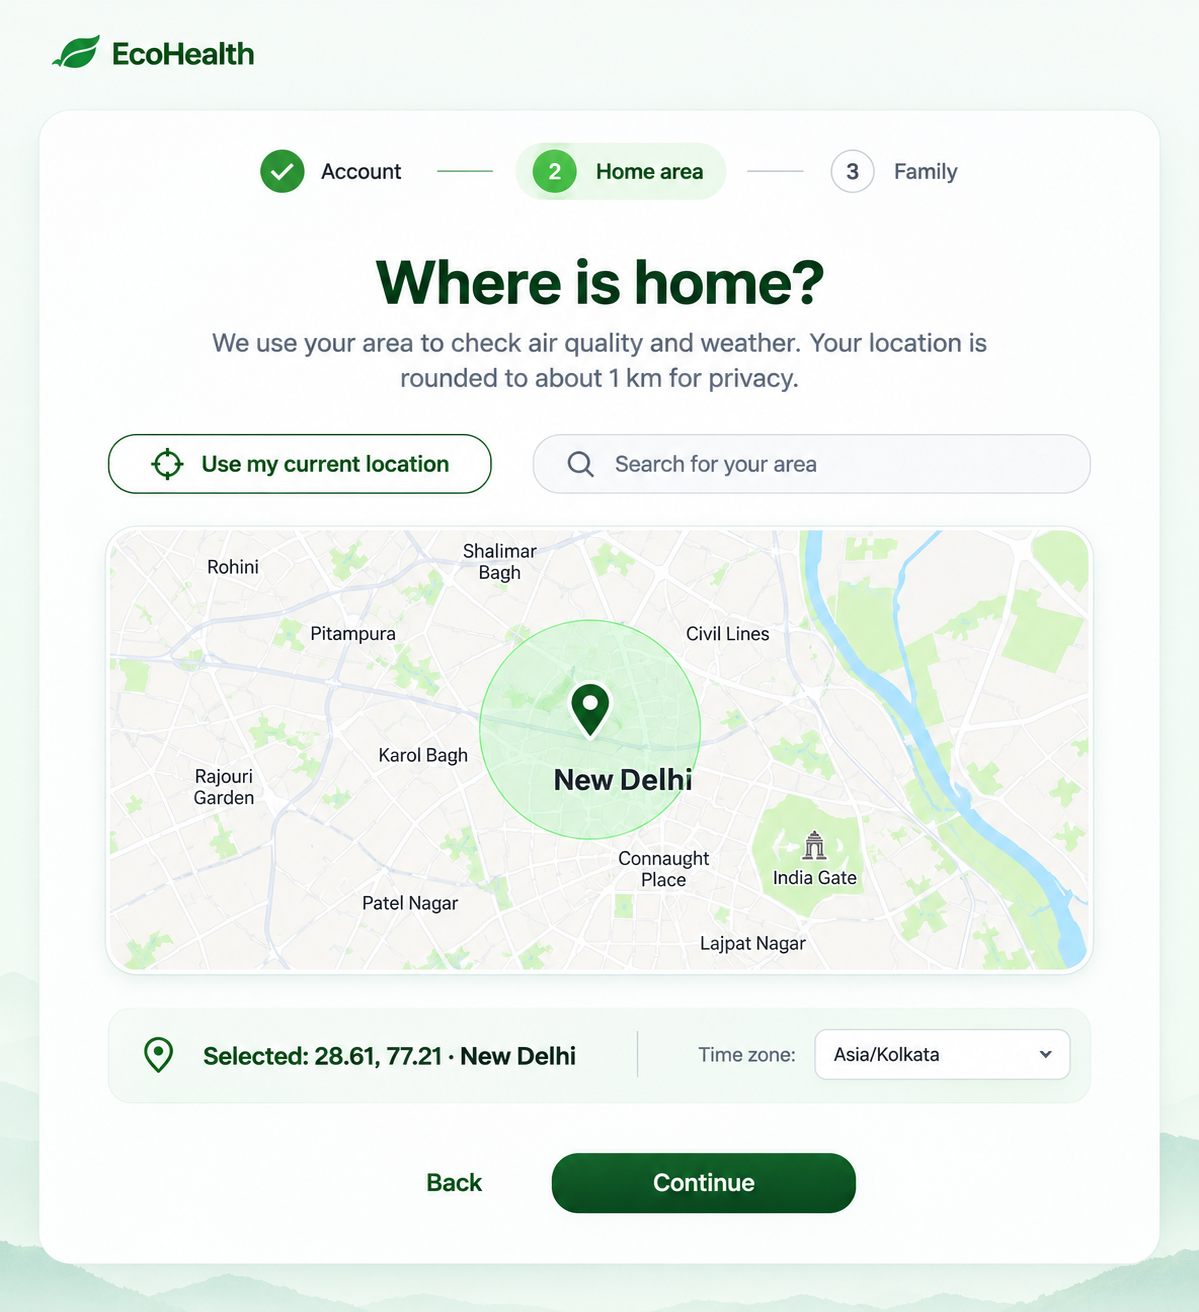 EcoHealth
Account
2 Home area
3 Family
Where is home?
We use your area to check air quality and weather. Your location is
rounded to about 1 km for privacy.
Use my current location
Search for your area
Shalimar
Bagh
Rohini
Pitampura
Civil Lines
Karol Bagh
Rajouri
Garden
New Delhi
Connaught
Place
India Gate
Patel Nagar
Lajpat Nagar
Selected: 28.61, 77.21 · New Delhi
Time zone:
Asia/Kolkata
Back
Continue